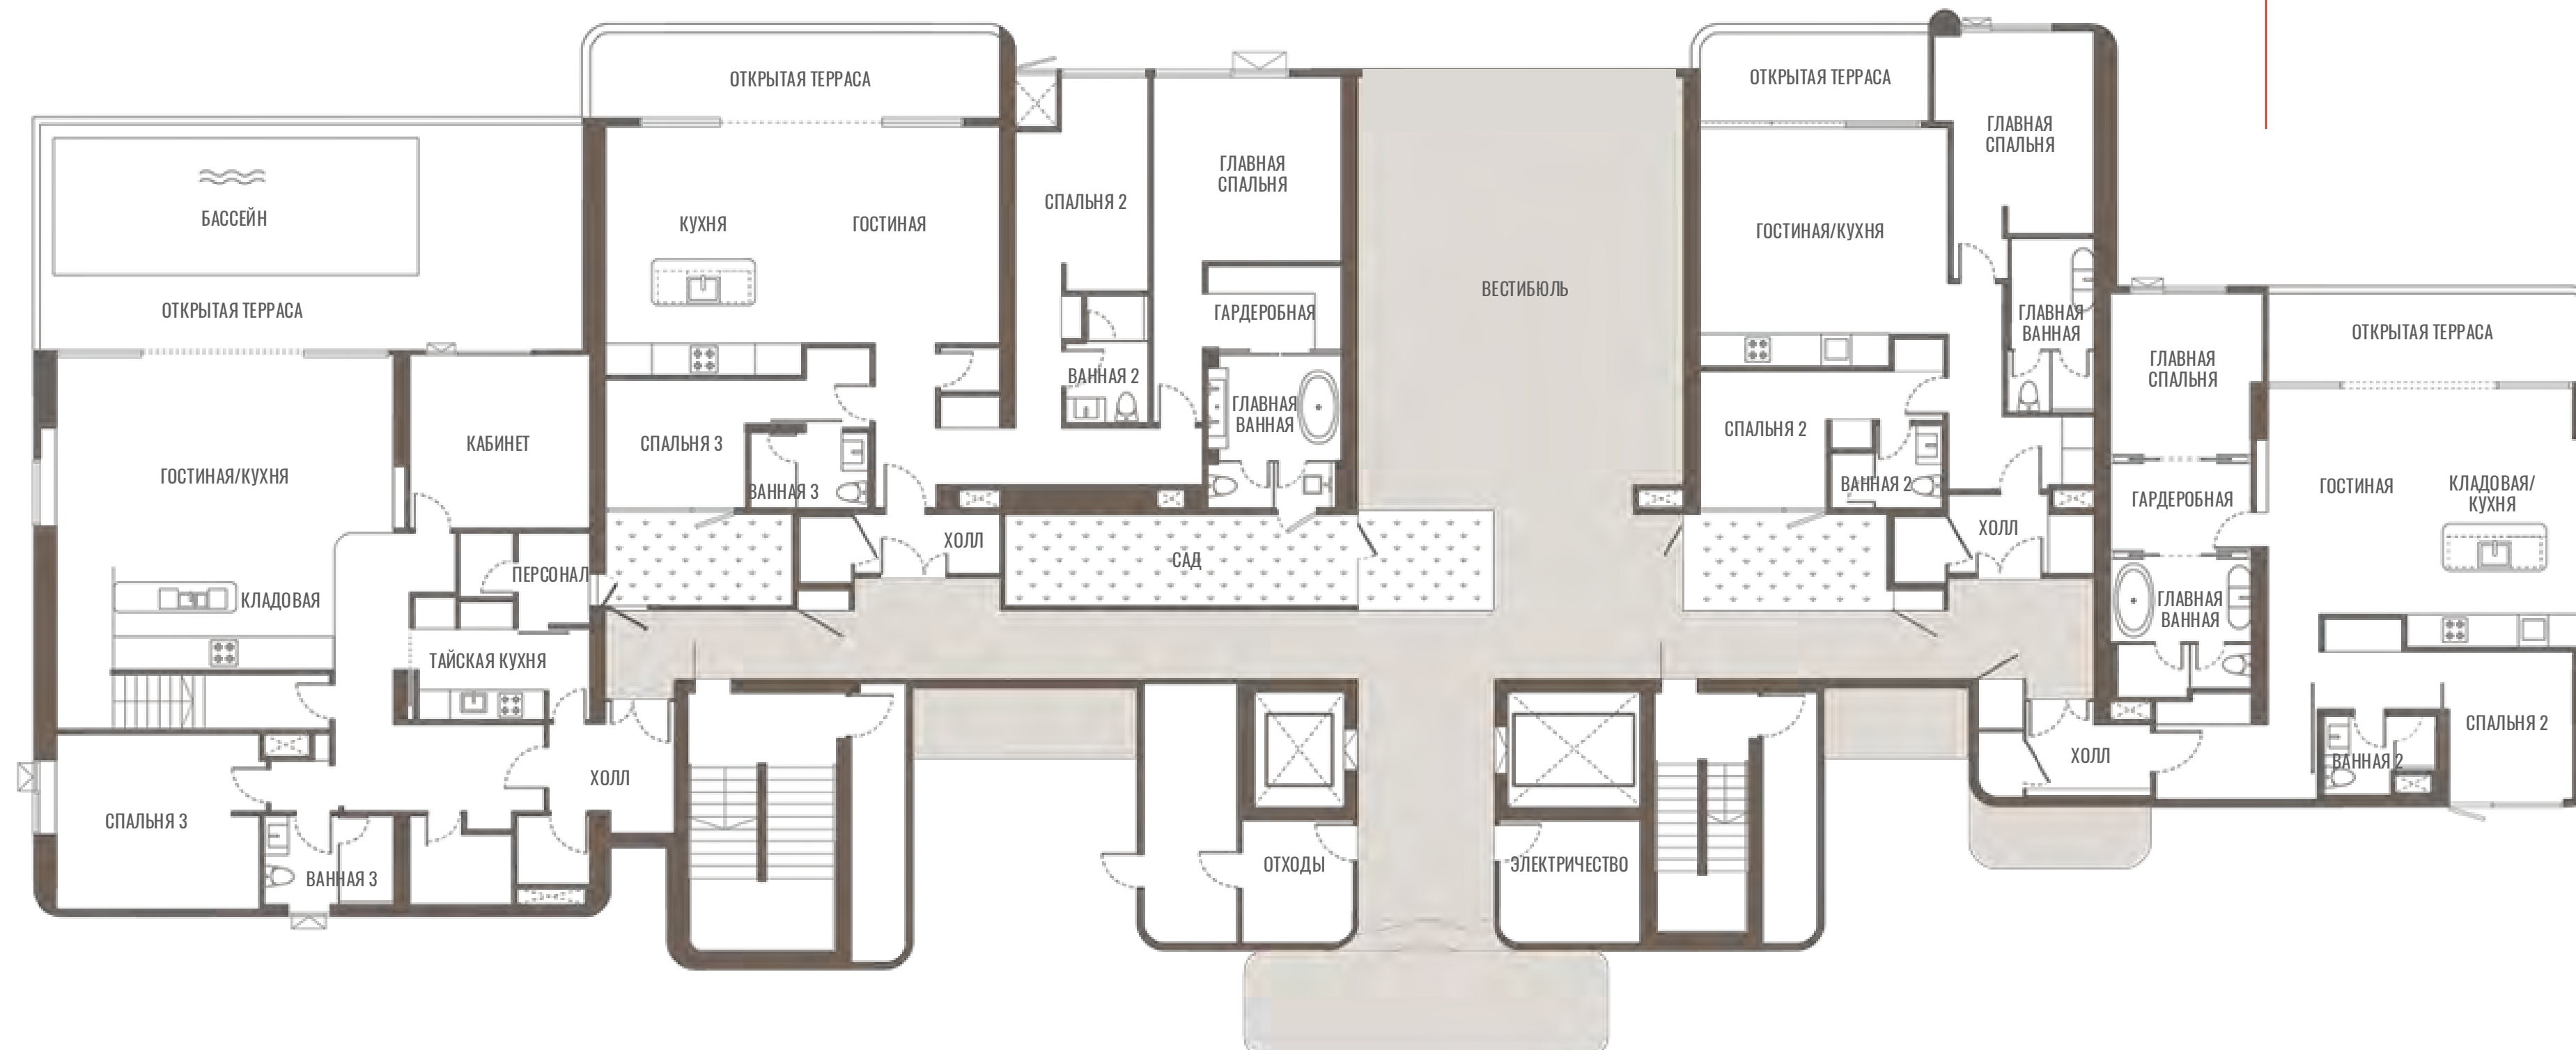 ОТКРЫТАЯ ТЕРРАСА
БАССЕЙН
ОТКРЫТАЯ ТЕРРАСА
КУХНЯ
ГОСТИНАЯ
СПАЛЬНЯ 2
ГЛАВНАЯ
СПАЛЬНЯ
ГАРДЕРОБНАЯ
ВАННАЯ 2
ГЛАВНАЯ
ВАННАЯ
ГОСТИНАЯ/КУХНЯ
КАБИНЕТ
СПАЛЬНЯ 3
ВАННАЯ 3
ХОЛЛ
САД
ПЕРСОНАЛ
КЛАДОВАЯ
ТАЙСКАЯ КУХНЯ
ХОЛЛ
СПАЛЬНЯ 3
ВАННАЯ 3
ВЕСТИБЮЛЬ
ОТХОДЫ
ЭЛЕКТРИЧЕСТВО
ОТКРЫТАЯ ТЕРРАСА
ГЛАВНАЯ
СПАЛЬНЯ
ГОСТИНАЯ/КУХНЯ
ГЛАВНАЯ
ВАННАЯ
СПАЛЬНЯ 2
ВАННАЯ 2
ХОЛЛ
ОТКРЫТАЯ ТЕРРАСА
ГЛАВНАЯ
СПАЛЬНЯ
ГАРДЕРОБНАЯ
ГОСТИНАЯ
КЛАДОВАЯ/
КУХНЯ
ГЛАВНАЯ
ВАННАЯ
ХОЛЛ
ВАННАЯ 2
СПАЛЬНЯ 2